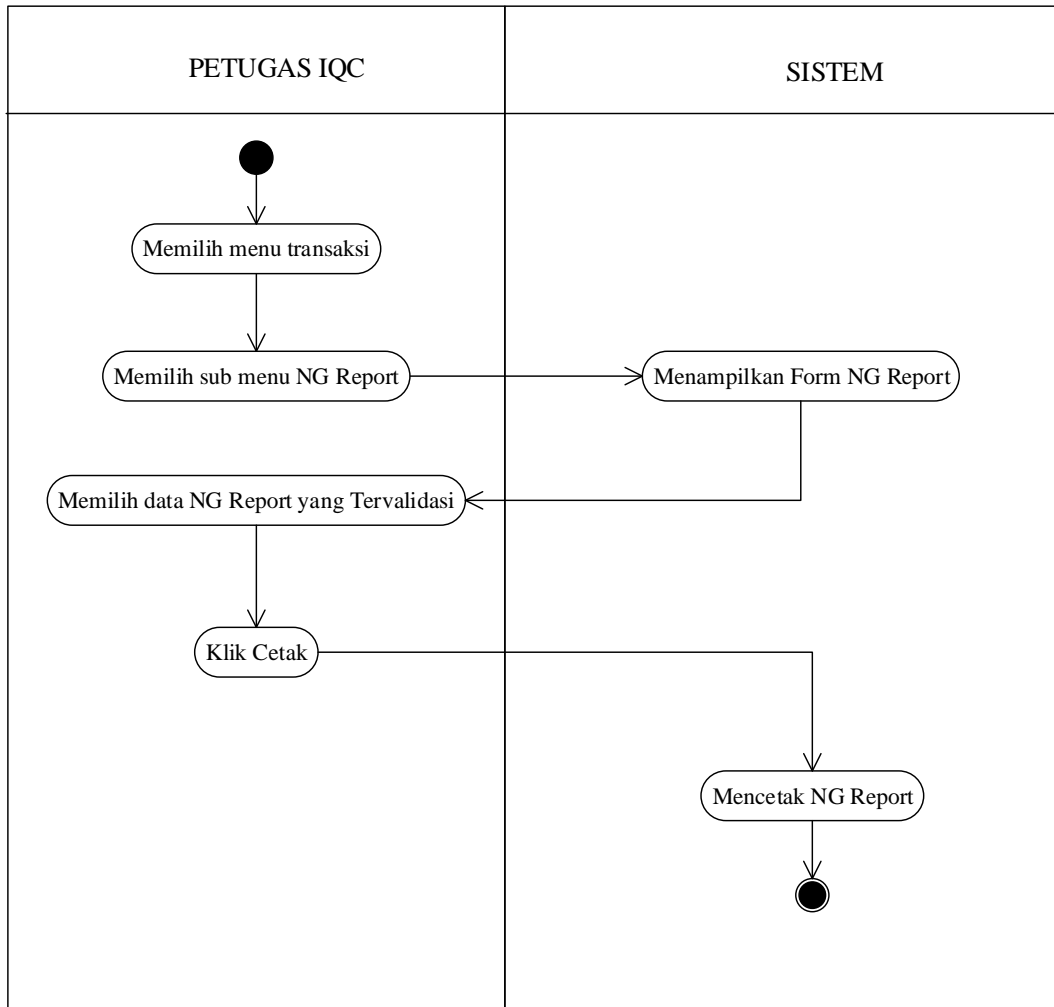 PETUGAS IQC
SISTEM
Memilih menu transaksi
Memilih sub menu NG Report
Menampilkan Form NG Report
Memilih data NG Report yang Tervalidasi
Klik Cetak
Mencetak NG Report